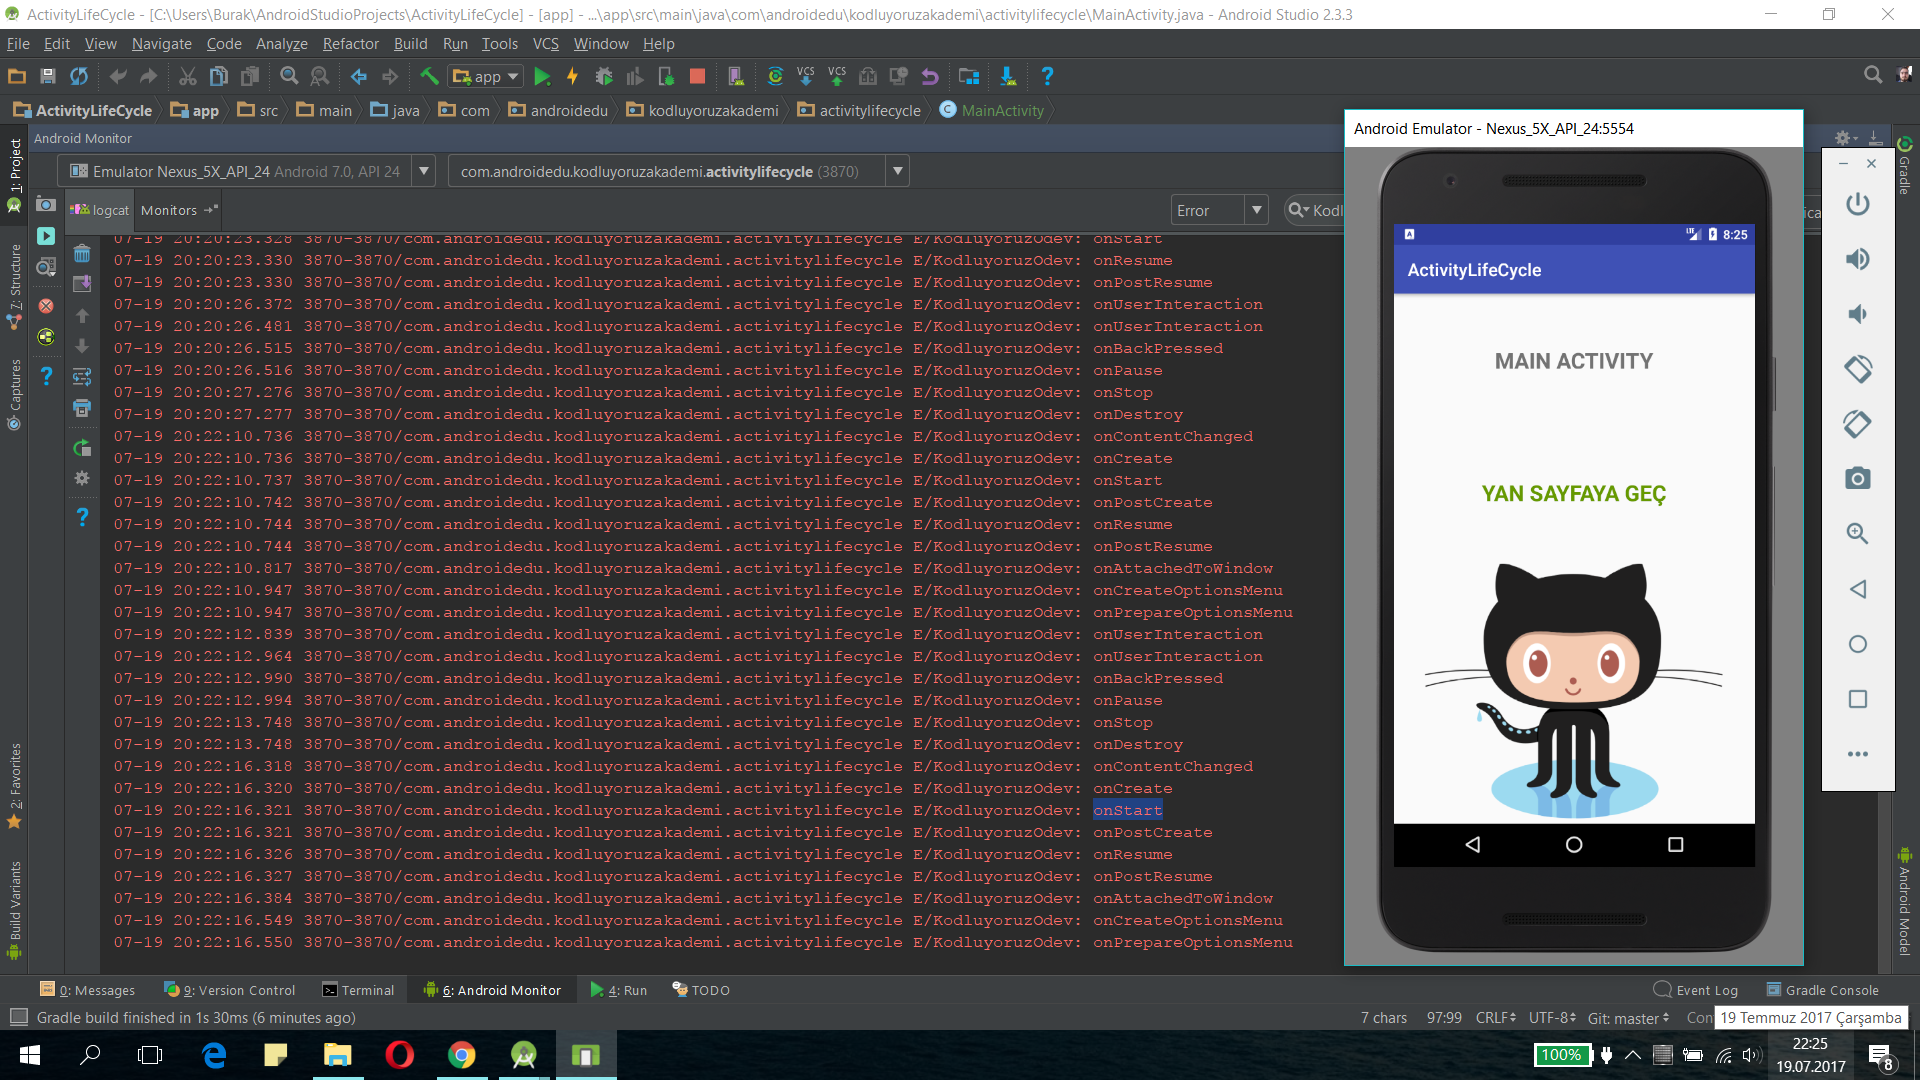 ActivityLifeCycle - [C:\Users\Burak\AndroidStudioProjects\ActivityLifeCycle] - [app] - ...\app\src\main\java\com\androidedu\kodluyoruzakademi\activitylifecycle\MainActivity.java - Android Studio 2.3.3
File Edit View Navigate Code Analyze Refactor Build Run Tools VCS Window Help
app VCS VCS
ActivityLifeCycle app src main java com androidedu kodluyoruzakademi activitylifecycle MainActivity
Android Monitor
Emulator Nexus_5X_API_24 Android 7.0, API 24 com.androidedu.kodluyoruzakademi.activitylifecycle (3870)
logcat Monitors Error Kodl
07-19 20:20:23.328 3870-3870/com.androidedu.kodluyoruzakademi.activitylifecycle E/KodluyoruzOdev: onStart
07-19 20:20:23.330 3870-3870/com.androidedu.kodluyoruzakademi.activitylifecycle E/KodluyoruzOdev: onResume
07-19 20:20:23.330 3870-3870/com.androidedu.kodluyoruzakademi.activitylifecycle E/KodluyoruzOdev: onPostResume
07-19 20:20:26.372 3870-3870/com.androidedu.kodluyoruzakademi.activitylifecycle E/KodluyoruzOdev: onUserInteraction
07-19 20:20:26.481 3870-3870/com.androidedu.kodluyoruzakademi.activitylifecycle E/KodluyoruzOdev: onUserInteraction
07-19 20:20:26.515 3870-3870/com.androidedu.kodluyoruzakademi.activitylifecycle E/KodluyoruzOdev: onBackPressed
07-19 20:20:26.516 3870-3870/com.androidedu.kodluyoruzakademi.activitylifecycle E/KodluyoruzOdev: onPause
07-19 20:20:27.276 3870-3870/com.androidedu.kodluyoruzakademi.activitylifecycle E/KodluyoruzOdev: onStop
07-19 20:20:27.277 3870-3870/com.androidedu.kodluyoruzakademi.activitylifecycle E/KodluyoruzOdev: onDestroy
07-19 20:22:10.736 3870-3870/com.androidedu.kodluyoruzakademi.activitylifecycle E/KodluyoruzOdev: onContentChanged
07-19 20:22:10.736 3870-3870/com.androidedu.kodluyoruzakademi.activitylifecycle E/KodluyoruzOdev: onCreate
07-19 20:22:10.737 3870-3870/com.androidedu.kodluyoruzakademi.activitylifecycle E/KodluyoruzOdev: onStart
07-19 20:22:10.742 3870-3870/com.androidedu.kodluyoruzakademi.activitylifecycle E/KodluyoruzOdev: onPostCreate
07-19 20:22:10.744 3870-3870/com.androidedu.kodluyoruzakademi.activitylifecycle E/KodluyoruzOdev: onResume
07-19 20:22:10.744 3870-3870/com.androidedu.kodluyoruzakademi.activitylifecycle E/KodluyoruzOdev: onPostResume
07-19 20:22:10.817 3870-3870/com.androidedu.kodluyoruzakademi.activitylifecycle E/KodluyoruzOdev: onAttachedToWindow
07-19 20:22:10.947 3870-3870/com.androidedu.kodluyoruzakademi.activitylifecycle E/KodluyoruzOdev: onCreateOptionsMenu
07-19 20:22:10.947 3870-3870/com.androidedu.kodluyoruzakademi.activitylifecycle E/KodluyoruzOdev: onPrepareOptionsMenu
07-19 20:22:12.839 3870-3870/com.androidedu.kodluyoruzakademi.activitylifecycle E/KodluyoruzOdev: onUserInteraction
07-19 20:22:12.964 3870-3870/com.androidedu.kodluyoruzakademi.activitylifecycle E/KodluyoruzOdev: onUserInteraction
07-19 20:22:12.990 3870-3870/com.androidedu.kodluyoruzakademi.activitylifecycle E/KodluyoruzOdev: onBackPressed
07-19 20:22:12.994 3870-3870/com.androidedu.kodluyoruzakademi.activitylifecycle E/KodluyoruzOdev: onPause
07-19 20:22:13.748 3870-3870/com.androidedu.kodluyoruzakademi.activitylifecycle E/KodluyoruzOdev: onStop
07-19 20:22:13.748 3870-3870/com.androidedu.kodluyoruzakademi.activitylifecycle E/KodluyoruzOdev: onDestroy
07-19 20:22:16.318 3870-3870/com.androidedu.kodluyoruzakademi.activitylifecycle E/KodluyoruzOdev: onContentChanged
07-19 20:22:16.320 3870-3870/com.androidedu.kodluyoruzakademi.activitylifecycle E/KodluyoruzOdev: onCreate
07-19 20:22:16.321 3870-3870/com.androidedu.kodluyoruzakademi.activitylifecycle E/KodluyoruzOdev: onStart
07-19 20:22:16.321 3870-3870/com.androidedu.kodluyoruzakademi.activitylifecycle E/KodluyoruzOdev: onPostCreate
07-19 20:22:16.326 3870-3870/com.androidedu.kodluyoruzakademi.activitylifecycle E/KodluyoruzOdev: onResume
07-19 20:22:16.327 3870-3870/com.androidedu.kodluyoruzakademi.activitylifecycle E/KodluyoruzOdev: onPostResume
07-19 20:22:16.384 3870-3870/com.androidedu.kodluyoruzakademi.activitylifecycle E/KodluyoruzOdev: onAttachedToWindow
07-19 20:22:16.549 3870-3870/com.androidedu.kodluyoruzakademi.activitylifecycle E/KodluyoruzOdev: onCreateOptionsMenu
07-19 20:22:16.550 3870-3870/com.androidedu.kodluyoruzakademi.activitylifecycle E/KodluyoruzOdev: onPrepareOptionsMenu
1: Project
7: Structure
Captures
2: Favorites
Build Variants
Android Emulator - Nexus_5X_API_24:5554
LTE 8:25
ActivityLifeCycle
MAIN ACTIVITY
YAN SAYFAYA GEÇ
ica
Gradle
Android Model
0: Messages 9: Version Control Terminal 6: Android Monitor 4: Run TODO Event Log Gradle Console
Gradle build finished in 1s 30ms (6 minutes ago) 7 chars 97:99 CRLF UTF-8 Git: master Con
19 Temmuz 2017 Çarşamba
100% 22:25
19.07.2017
8